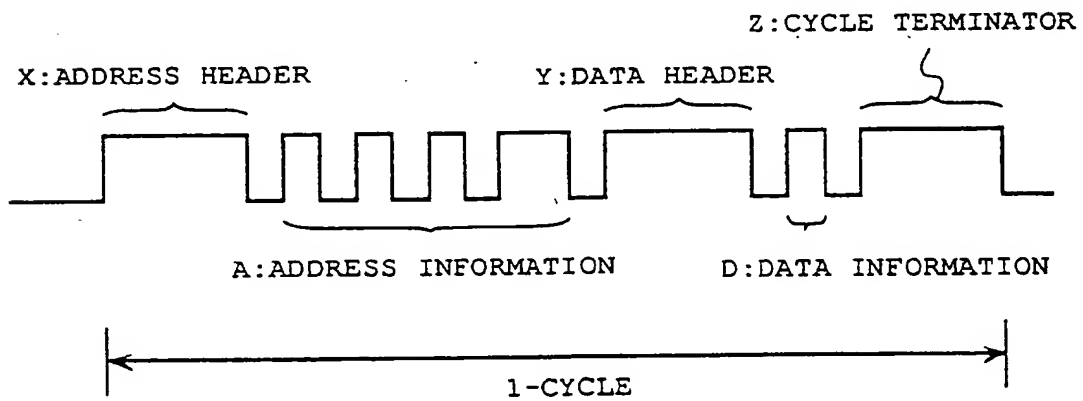 Z:CYCLE TERMINATOR
X:ADDRESS HEADER
Y:DATA HEADER
A:ADDRESS INFORMATION
D:DATA INFORMATION
1-CYCLE